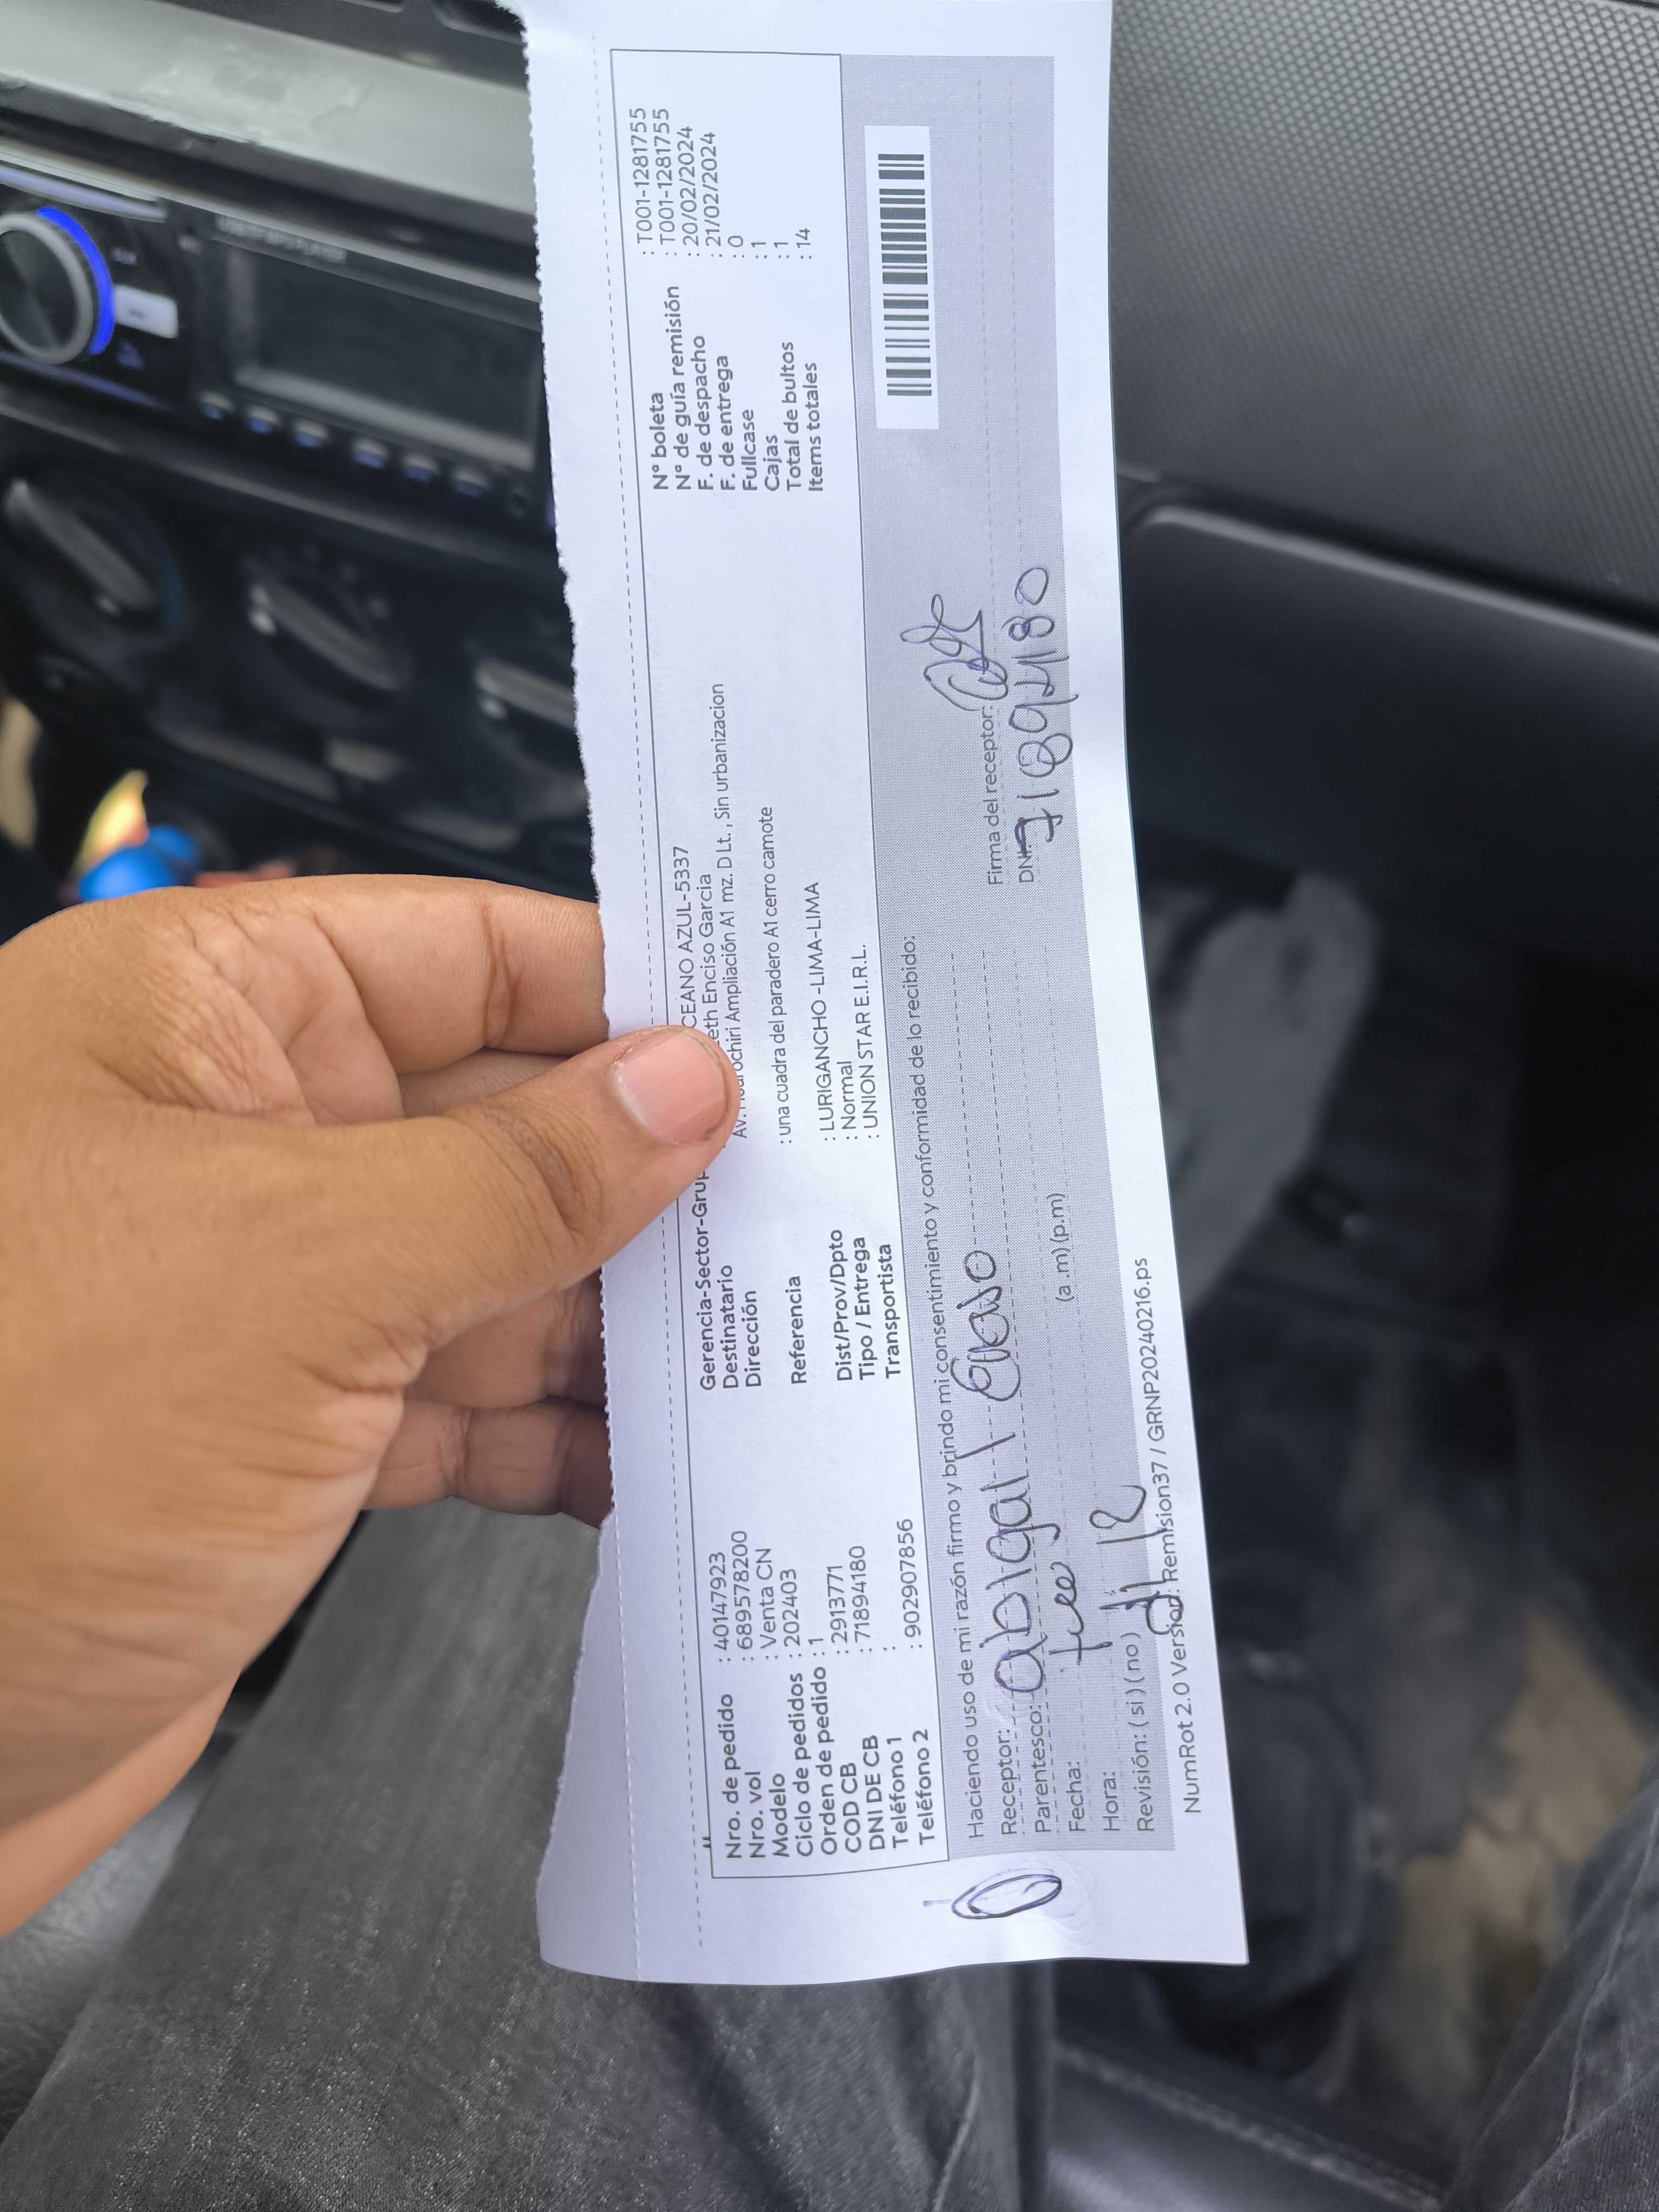 Nro. de pedido : 40147923
Nro. vol : 689578200
Modelo : Venta CN
Ciclo de pedidos : 202403
Orden de pedido : 1
COD CB : 2913771
DNI DE CB : 71894180
Teléfono 1 :
Teléfono 2 : 902907856
Gerencia-Sector-Grup CEANO AZUL-5337
Destinatario eth Enciso Garcia
Dirección Av. ochiri Ampliación A1 mz. D Lt. , Sin urbanizacion
Referencia : una cuadra del paradero A1 cerro camote
Dist/Prov/Dpto : LURIGANCHO -LIMA-LIMA
Tipo / Entrega : Normal
Transportista : UNION STAR E.I.R.L.
N° boleta : T001-1281755
N° de guía remisión : T001-1281755
F. de despacho : 20/02/2024
F. de entrega : 21/02/2024
Fullcase : 0
Cajas : 1
Total de bultos : 1
Items totales : 14
Haciendo uso de mi razón firmo y brindo mi consentimiento y conformidad de lo recibido:
Receptor: abigail Enciso
Parentesco:
Fecha:
Hora: (a.m) (p.m)
Revisión: ( si ) ( no )
Firma del receptor:
DNI:
NumRot 2.0 Version: Remision37 / GRNP20240216.ps